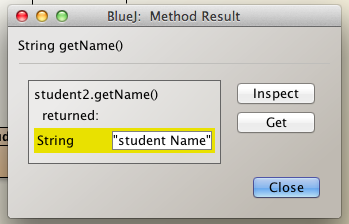 BlueJ: Method Result
String getName()
student2.getName()
returned:
String "student Name"
Inspect
Get
Close